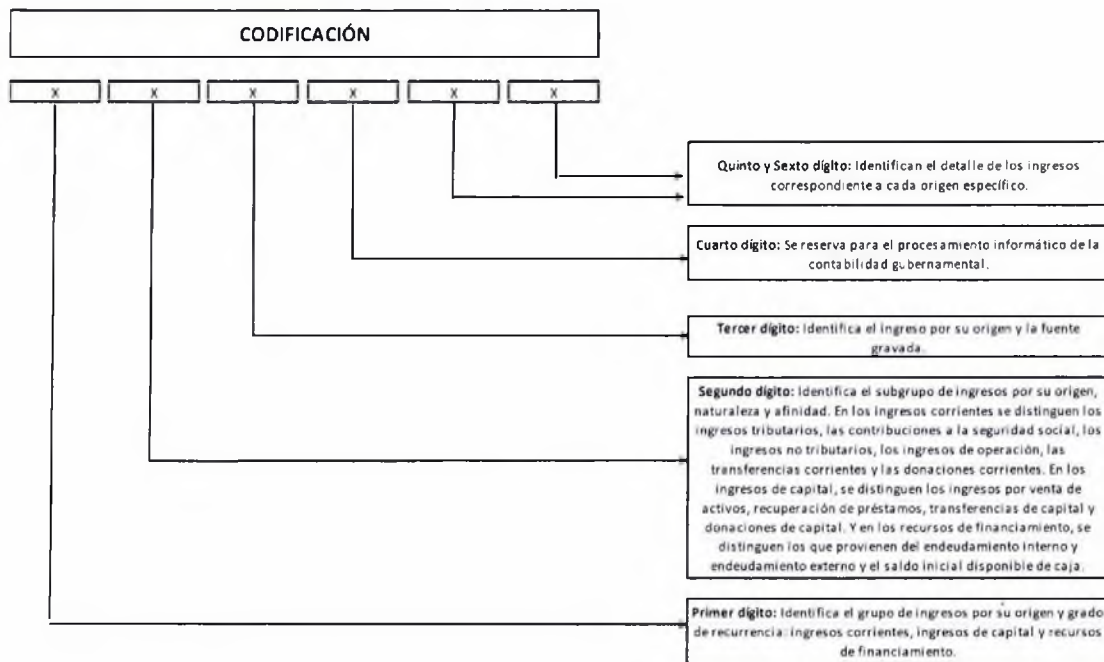 CODIFICACIÓN
X X X X X X
Quinto y Sexto dígito: Identifican el detalle de los ingresos
correspondiente a cada origen específico.
Cuarto dígito: Se reserva para el procesamiento informático de la
contabilidad gubernamental.
Tercer dígito: Identifica el ingreso por su origen y la fuente
gravada.
Segundo dígito: Identifica el subgrupo de ingresos por su origen,
naturaleza y afinidad. En los ingresos corrientes se distinguen los
ingresos tributarios, las contribuciones a la seguridad social, los
ingresos no tributarios, los ingresos de operación, las
transferencias corrientes y las donaciones corrientes. En los
ingresos de capital, se distinguen los ingresos por venta de
activos, recuperación de préstamos, transferencias de capital y
donaciones de capital. Y en los recursos de financiamiento, se
distinguen los que provienen del endeudamiento interno y
endeudamiento externo y el saldo inicial disponible de caja.
Primer dígito: Identifica el grupo de ingresos por su origen y grado
de recurrencia: ingresos corrientes, ingresos de capital y recursos
de financiamiento.